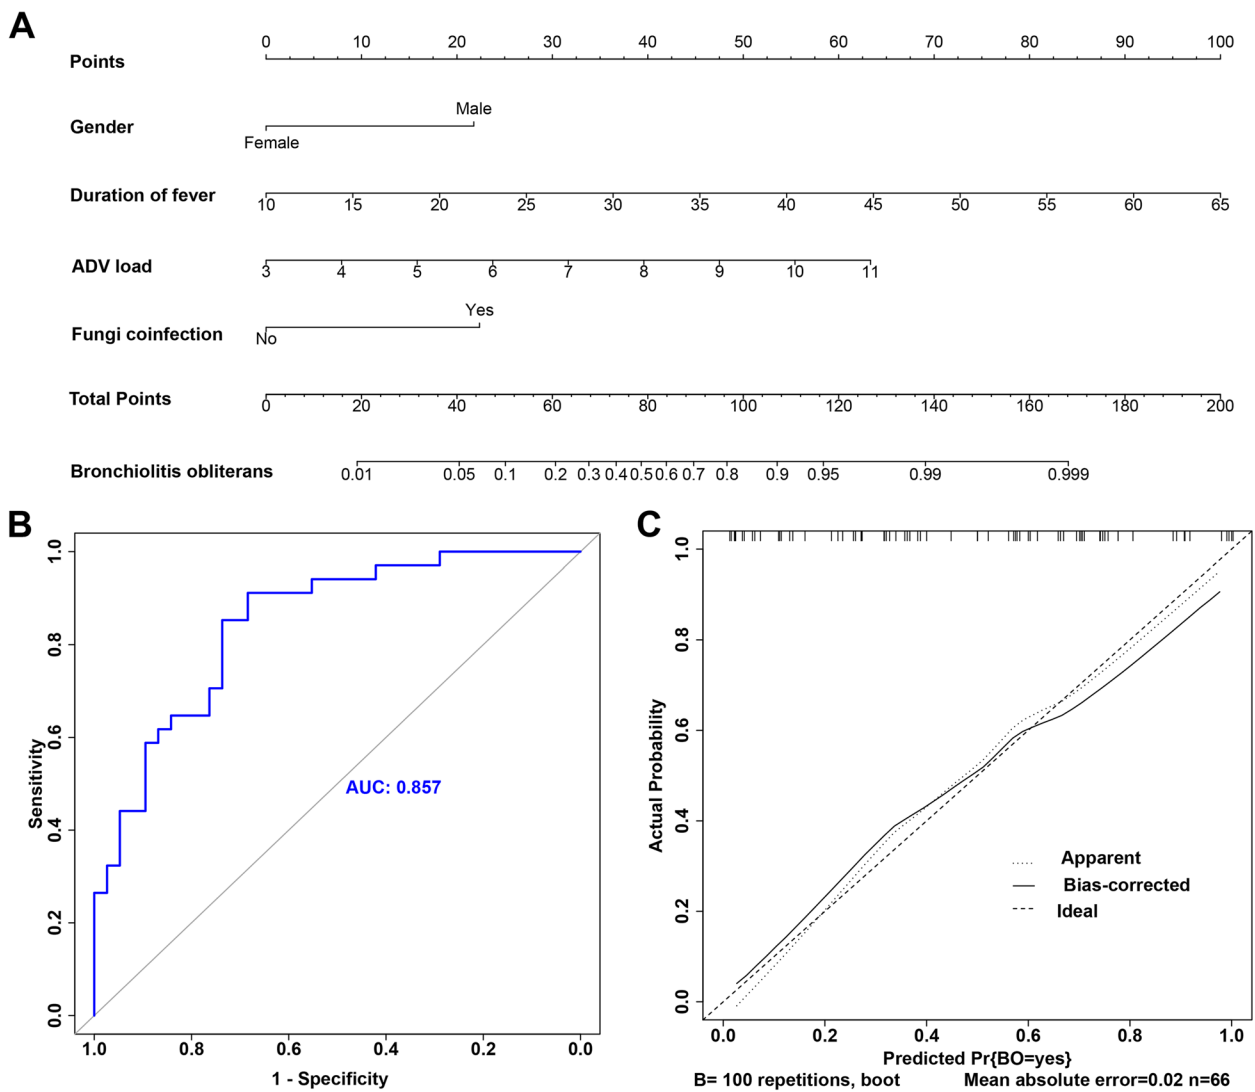 A
Points
0 10 20 30 40 50 60 70 80 90 100
Gender
Male
Female
Duration of fever
10 15 20 25 30 35 40 45 50 55 60 65
ADV load
3 4 5 6 7 8 9 10 11
Fungi coinfection
Yes
No
Total Points
0 20 40 60 80 100 120 140 160 180 200
Bronchiolitis obliterans
0.01 0.05 0.1 0.2 0.3 0.4 0.5 0.6 0.7 0.8 0.9 0.95 0.99 0.999
B
Sensitivity
1.0
0.8
0.6
0.4
0.2
0.0
AUC: 0.857
1.0 0.8 0.6 0.4 0.2 0.0
1 - Specificity
C
Actual Probability
1.0
0.8
0.6
0.4
0.2
0.0
Apparent
Bias-corrected
Ideal
0.0 0.2 0.4 0.6 0.8 1.0
Predicted Pr{BO=yes}
B= 100 repetitions, boot
Mean absolute error=0.02 n=66